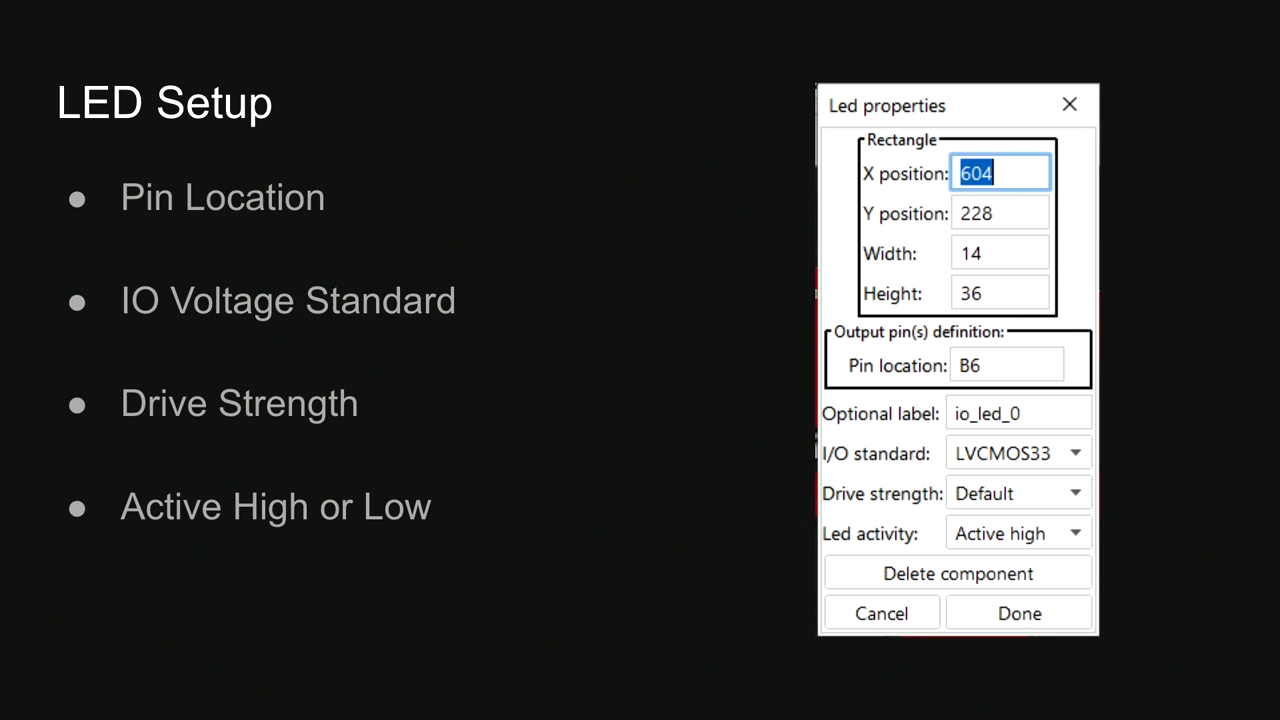 LED Setup
● Pin Location
● IO Voltage Standard
● Drive Strength
● Active High or Low
Led properties
Rectangle
X position: 604
Y position: 228
Width: 14
Height: 36
Output pin(s) definition:
Pin location: B6
Optional label: io_led_0
I/O standard: LVCMOS33
Drive strength: Default
Led activity: Active high
Delete component
Cancel Done